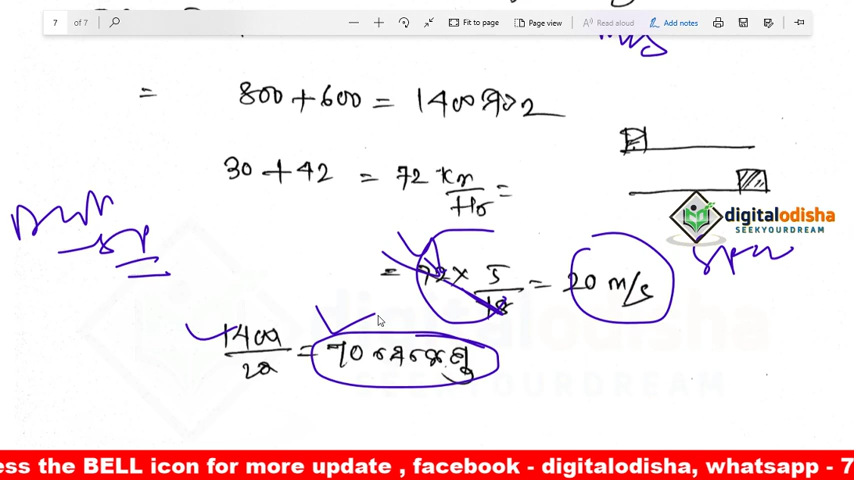 7 of 7 Fit to page Page view Read aloud Add notes
m/s
= 800 + 600 = 1400 ମିଟର
30 + 42 = 72 Km/Hr =
digitalodisha
SEEKYOURDREAM
= 72 × 5/18 = 20 m/s
1400/20 = 70 ସେକେଣ୍ଡ
ess the BELL icon for more update , facebook - digitalodisha, whatsapp - 7